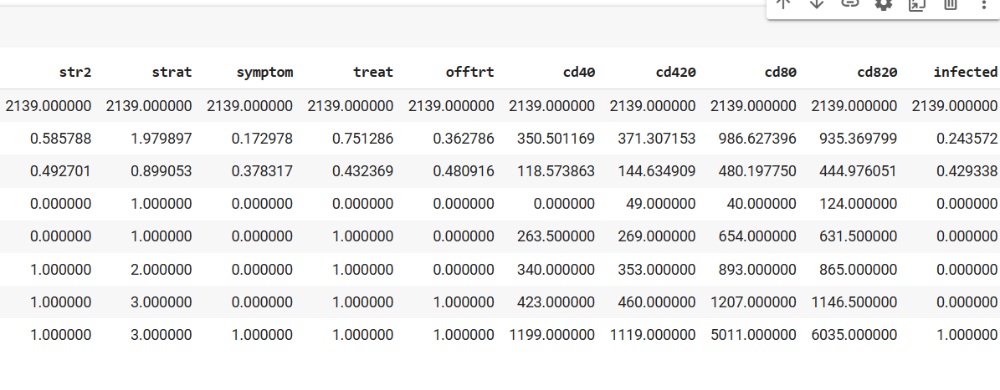 str2 strat symptom treat offtrt cd40 cd420 cd80 cd820 infected
2139.000000 2139.000000 2139.000000 2139.000000 2139.000000 2139.000000 2139.000000 2139.000000 2139.000000 2139.000000
0.585788 1.979897 0.172978 0.751286 0.362786 350.501169 371.307153 986.627396 935.369799 0.243572
0.492701 0.899053 0.378317 0.432369 0.480916 118.573863 144.634909 480.197750 444.976051 0.429338
0.000000 1.000000 0.000000 0.000000 0.000000 0.000000 49.000000 40.000000 124.000000 0.000000
0.000000 1.000000 0.000000 1.000000 0.000000 263.500000 269.000000 654.000000 631.500000 0.000000
1.000000 2.000000 0.000000 1.000000 0.000000 340.000000 353.000000 893.000000 865.000000 0.000000
1.000000 3.000000 0.000000 1.000000 1.000000 423.000000 460.000000 1207.000000 1146.500000 0.000000
1.000000 3.000000 1.000000 1.000000 1.000000 1199.000000 1119.000000 5011.000000 6035.000000 1.000000